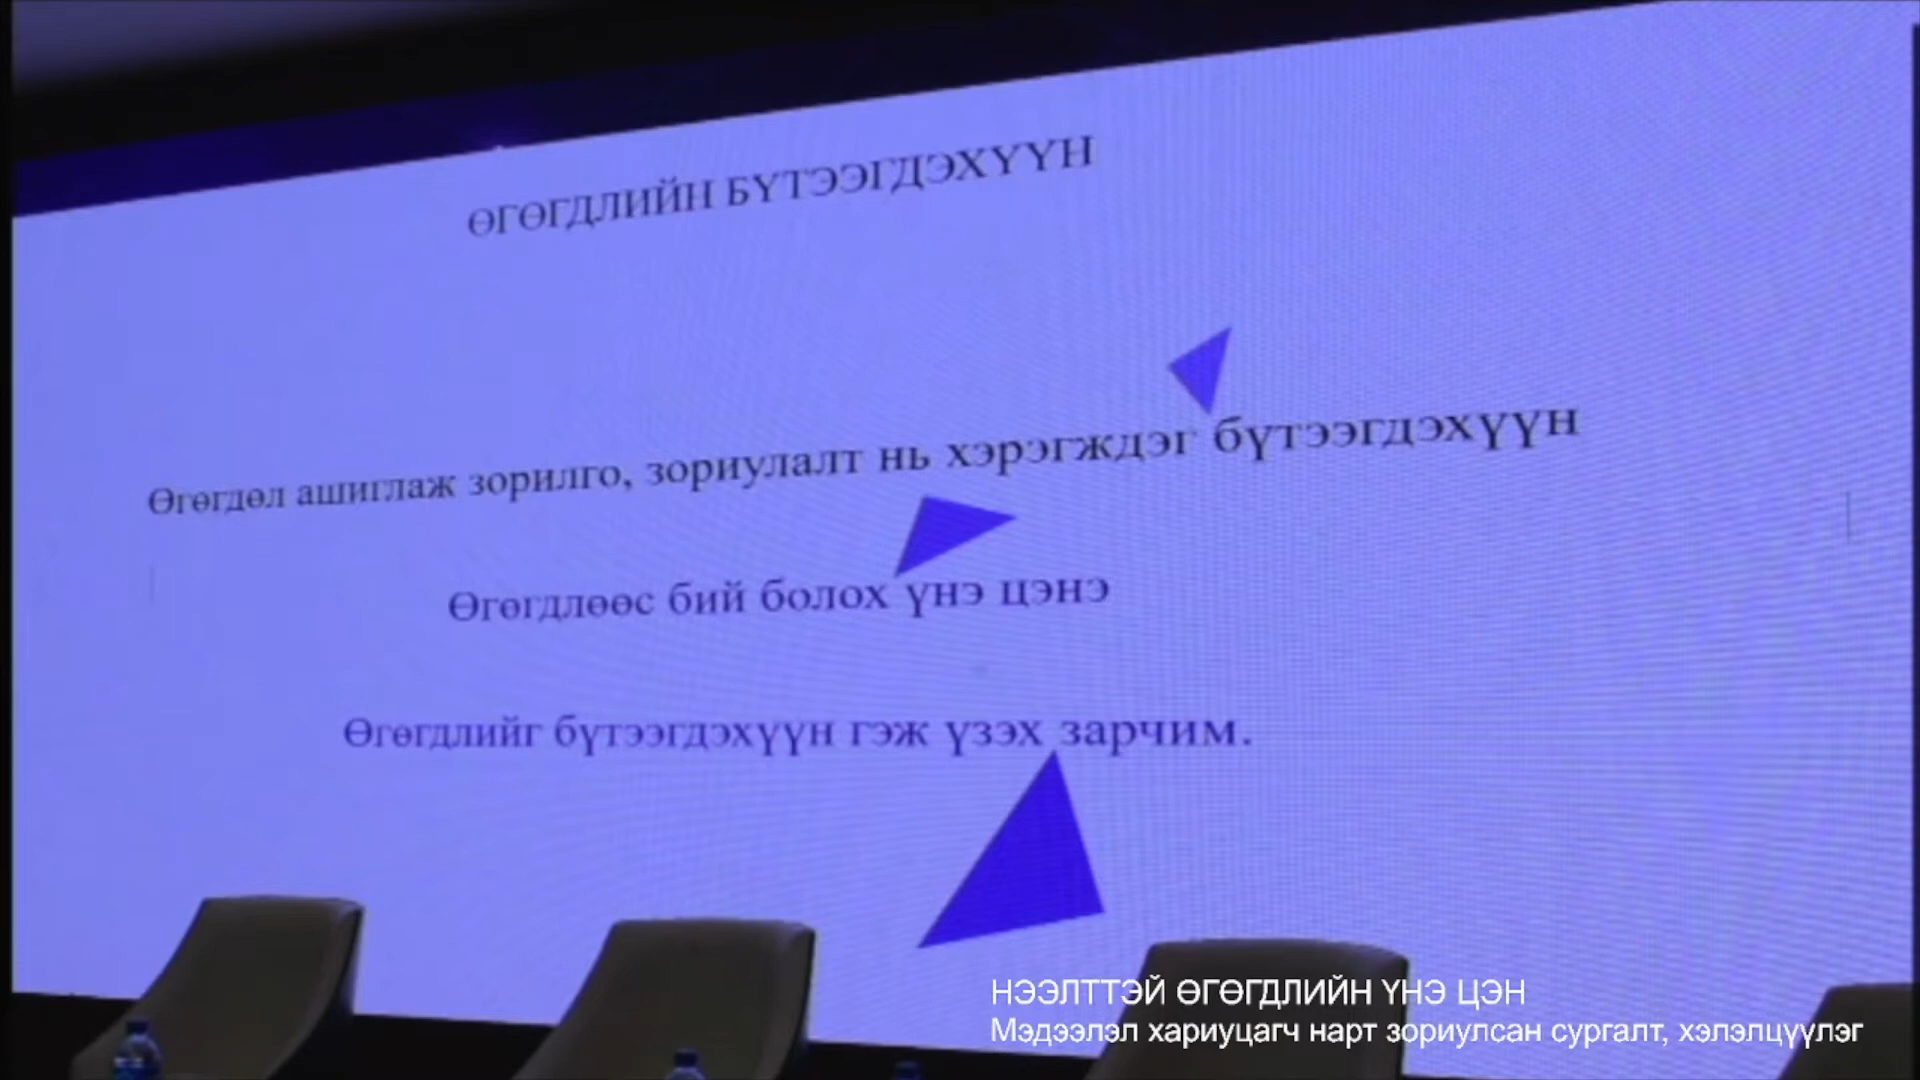 ӨГӨГДЛИЙН БҮТЭЭГДЭХҮҮН
Өгөгдөл ашиглаж зорилго, зориулалт нь хэрэгждэг бүтээгдэхүүн
Өгөгдлөөс бий болох үнэ цэнэ
Өгөгдлийг бүтээгдэхүүн гэж үзэх зарчим.
НЭЭЛТТЭЙ ӨГӨГДЛИЙН ҮНЭ ЦЭН
Мэдээлэл хариуцагч нарт зориулсан сургалт, хэлэлцүүлэг